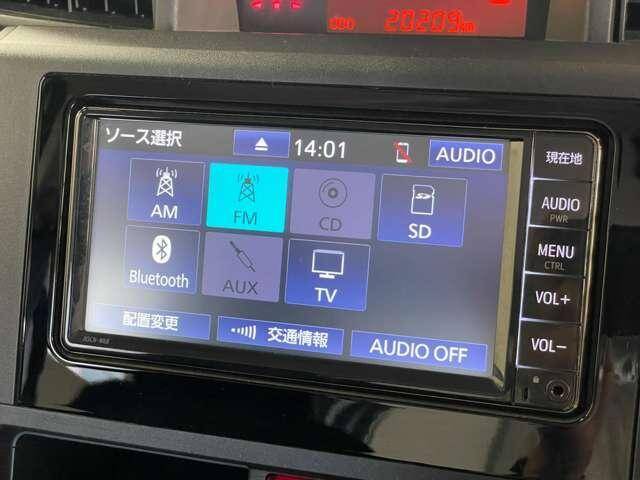 20209km
ソース選択
14:01
AUDIO
現在地
AM
FM
CD
SD
AUDIO
PWR
Bluetooth
AUX
TV
MENU
CTRL
VOL+
配置変更
交通情報
AUDIO OFF
VOL-